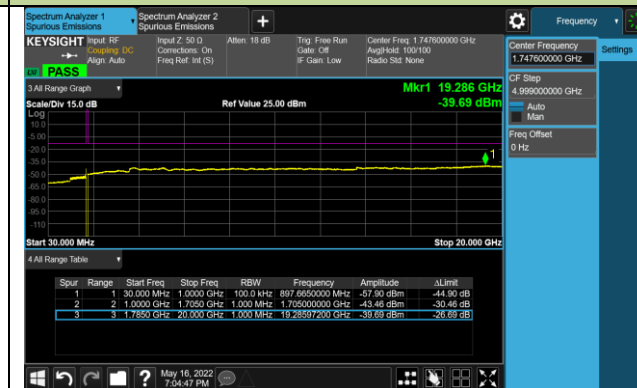 Spectrum Analyzer 1
Spurious Emissions
Spectrum Analyzer 2
Spurious Emissions
Frequency
KEYSIGHT
Input: RF
Coupling: DC
Align: Auto
Input Z: 50 Ω
Corrections: On
Freq Ref: Int (S)
Atten: 18 dB
Trig: Free Run
Gate: Off
IF Gain: Low
Center Freq: 1.747600000 GHz
Avg|Hold: 100/100
Radio Std: None
PASS
Center Frequency
1.747600000 GHz
Settings
CF Step
4.999000000 GHz
Auto
Man
Freq Offset
0 Hz
3 All Range Graph
Mkr1 19.286 GHz
Scale/Div 15.0 dB
Ref Value 25.00 dBm
-39.69 dBm
Log
10.0
-5.00
-20.0
-35.0
-50.0
-65.0
-80.0
-95.0
-110
1
Start 30.000 MHz
Stop 20.000 GHz
4 All Range Table
Spur Range Start Freq Stop Freq RBW Frequency Amplitude ΔLimit
1 1 30.000 MHz 1.0000 GHz 100.0 kHz 897.6650000 MHz -57.90 dBm -44.90 dB
2 2 1.0000 GHz 1.7050 GHz 1.000 MHz 1.705000000 GHz -43.46 dBm -30.46 dB
3 3 1.7850 GHz 20.000 GHz 1.000 MHz 19.28597200 GHz -39.69 dBm -26.69 dB
May 16, 2022
7:04:47 PM